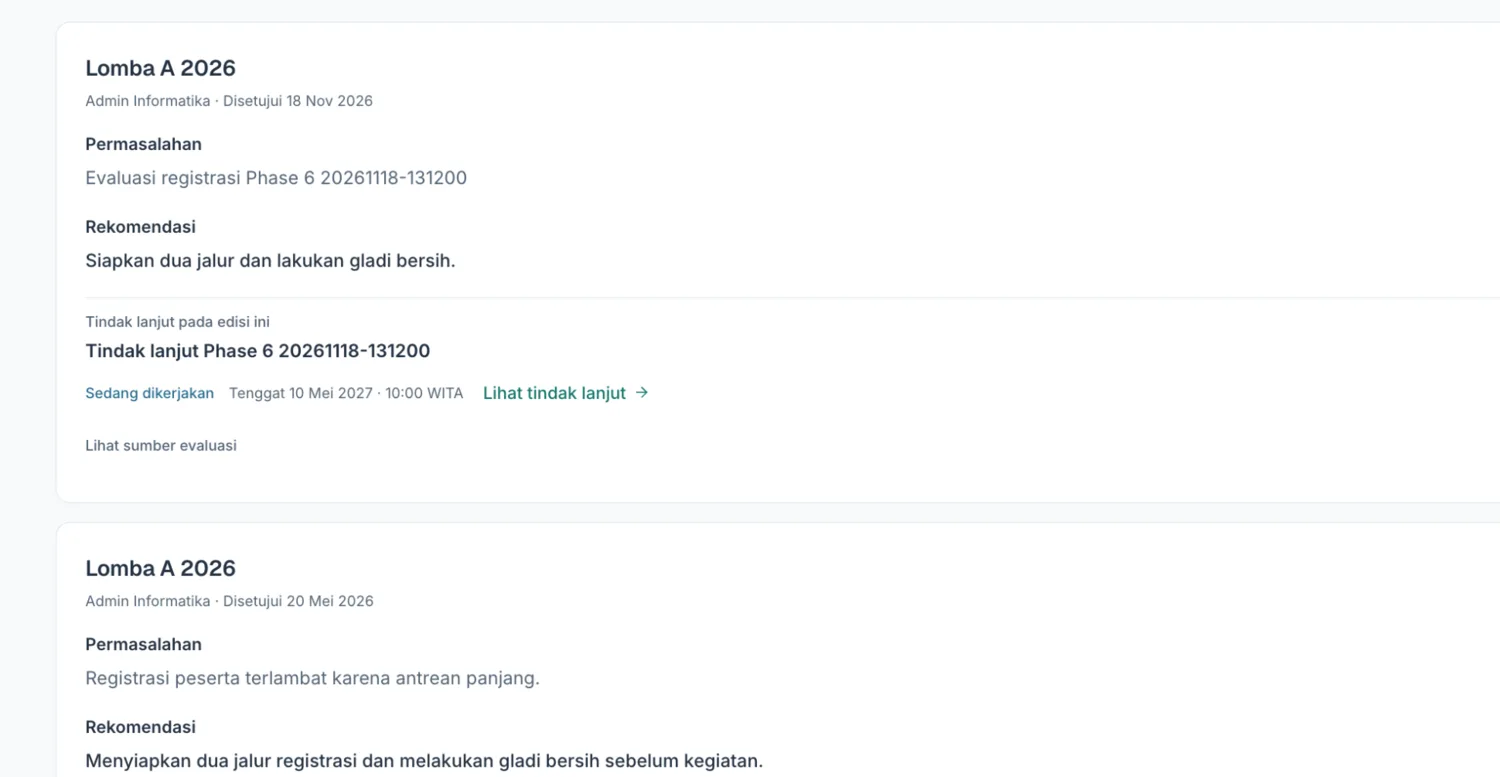 Lomba A 2026
Admin Informatika · Disetujui 18 Nov 2026
Permasalahan
Evaluasi registrasi Phase 6 20261118-131200
Rekomendasi
Siapkan dua jalur dan lakukan gladi bersih.
Tindak lanjut pada edisi ini
Tindak lanjut Phase 6 20261118-131200
Sedang dikerjakan Tenggat 10 Mei 2027 · 10:00 WITA Lihat tindak lanjut →
Lihat sumber evaluasi
Lomba A 2026
Admin Informatika · Disetujui 20 Mei 2026
Permasalahan
Registrasi peserta terlambat karena antrean panjang.
Rekomendasi
Menyiapkan dua jalur registrasi dan melakukan gladi bersih sebelum kegiatan.